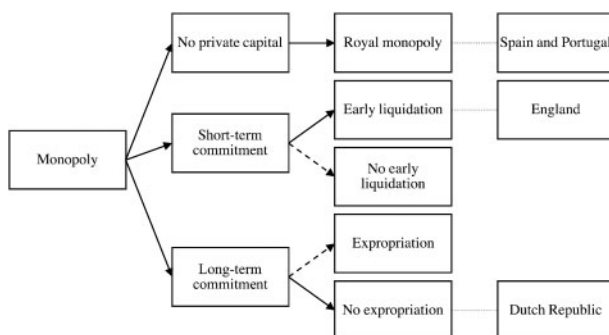 No private capital
Royal monopoly
Spain and Portugal
Early liquidation
England
Short-term
commitment
Monopoly
No early
liquidation
Expropriation
Long-term
commitment
No expropriation
Dutch Republic